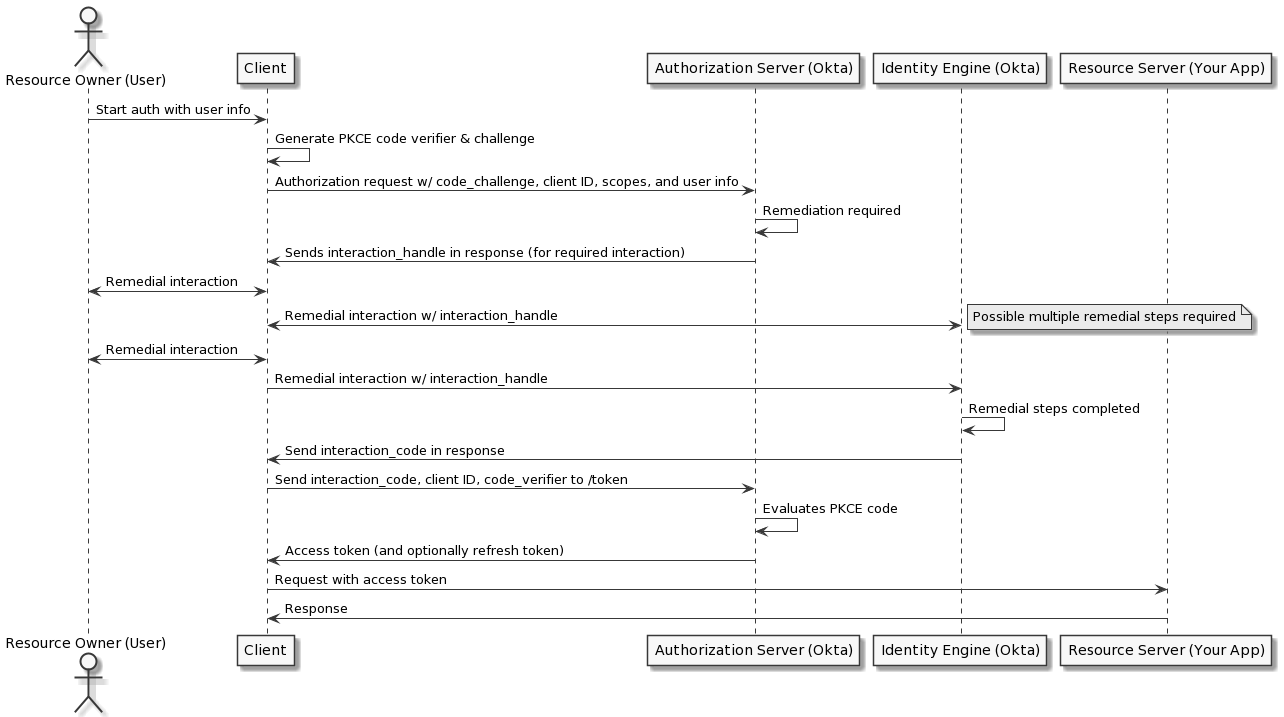 Resource Owner (User)
Client
Authorization Server (Okta)
Identity Engine (Okta)
Resource Server (Your App)
Start auth with user info
Generate PKCE code verifier & challenge
Authorization request w/ code_challenge, client ID, scopes, and user info
Remediation required
Sends interaction_handle in response (for required interaction)
Remedial interaction
Remedial interaction w/ interaction_handle
Possible multiple remedial steps required
Remedial interaction
Remedial interaction w/ interaction_handle
Remedial steps completed
Send interaction_code in response
Send interaction_code, client ID, code_verifier to /token
Evaluates PKCE code
Access token (and optionally refresh token)
Request with access token
Response
Resource Owner (User)
Client
Authorization Server (Okta)
Identity Engine (Okta)
Resource Server (Your App)